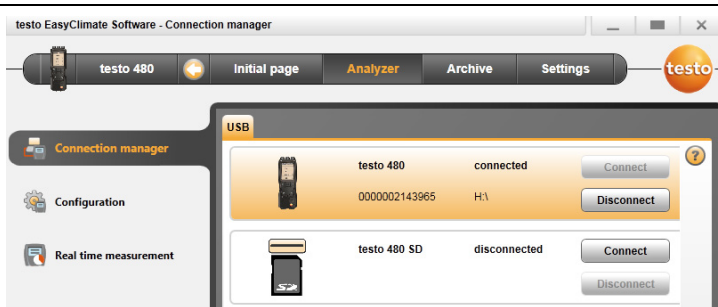 testo EasyClimate Software - Connection manager
testo 480 Initial page Analyzer Archive Settings testo
USB
Connection manager
testo 480 connected Connect
?
0000002143965 H:\ Disconnect
Configuration
testo 480 SD disconnected Connect
Real time measurement
SD
Disconnect